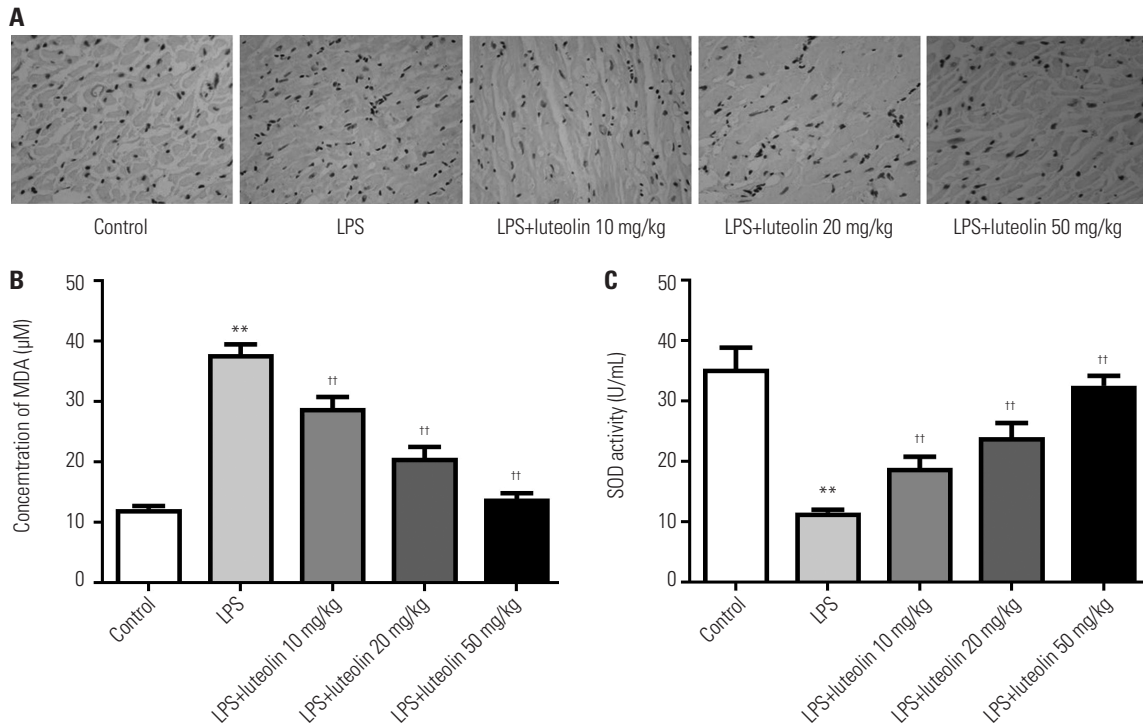 A
Control
LPS
LPS+luteolin 10 mg/kg
LPS+luteolin 20 mg/kg
LPS+luteolin 50 mg/kg
B
Concemtration of MDA (μM)
50
40
30
20
10
0
**
††
††
††
Control
LPS
LPS+luteolin 10 mg/kg
LPS+luteolin 20 mg/kg
LPS+luteolin 50 mg/kg
C
SOD activity (U/mL)
50
40
30
20
10
0
**
††
††
††
Control
LPS
LPS+luteolin 10 mg/kg
LPS+luteolin 20 mg/kg
LPS+luteolin 50 mg/kg